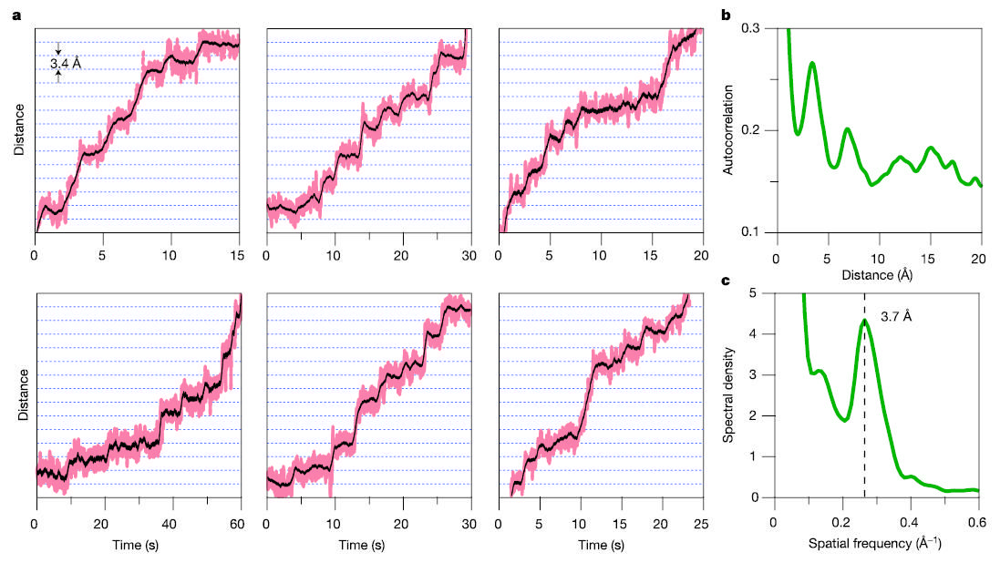 a
3.4 Å
Distance
0 5 10 15
0 10 20 30
0 5 10 15 20
Distance
0 20 40 60
Time (s)
0 10 20 30
Time (s)
0 5 10 15 20 25
Time (s)
b
0.3
0.2
0.1
Autocorrelation
0 5 10 15 20
Distance (Å)
c
5
4
3
2
1
0
3.7 Å
Spectral density
0 0.2 0.4 0.6
Spatial frequency (Å⁻¹)